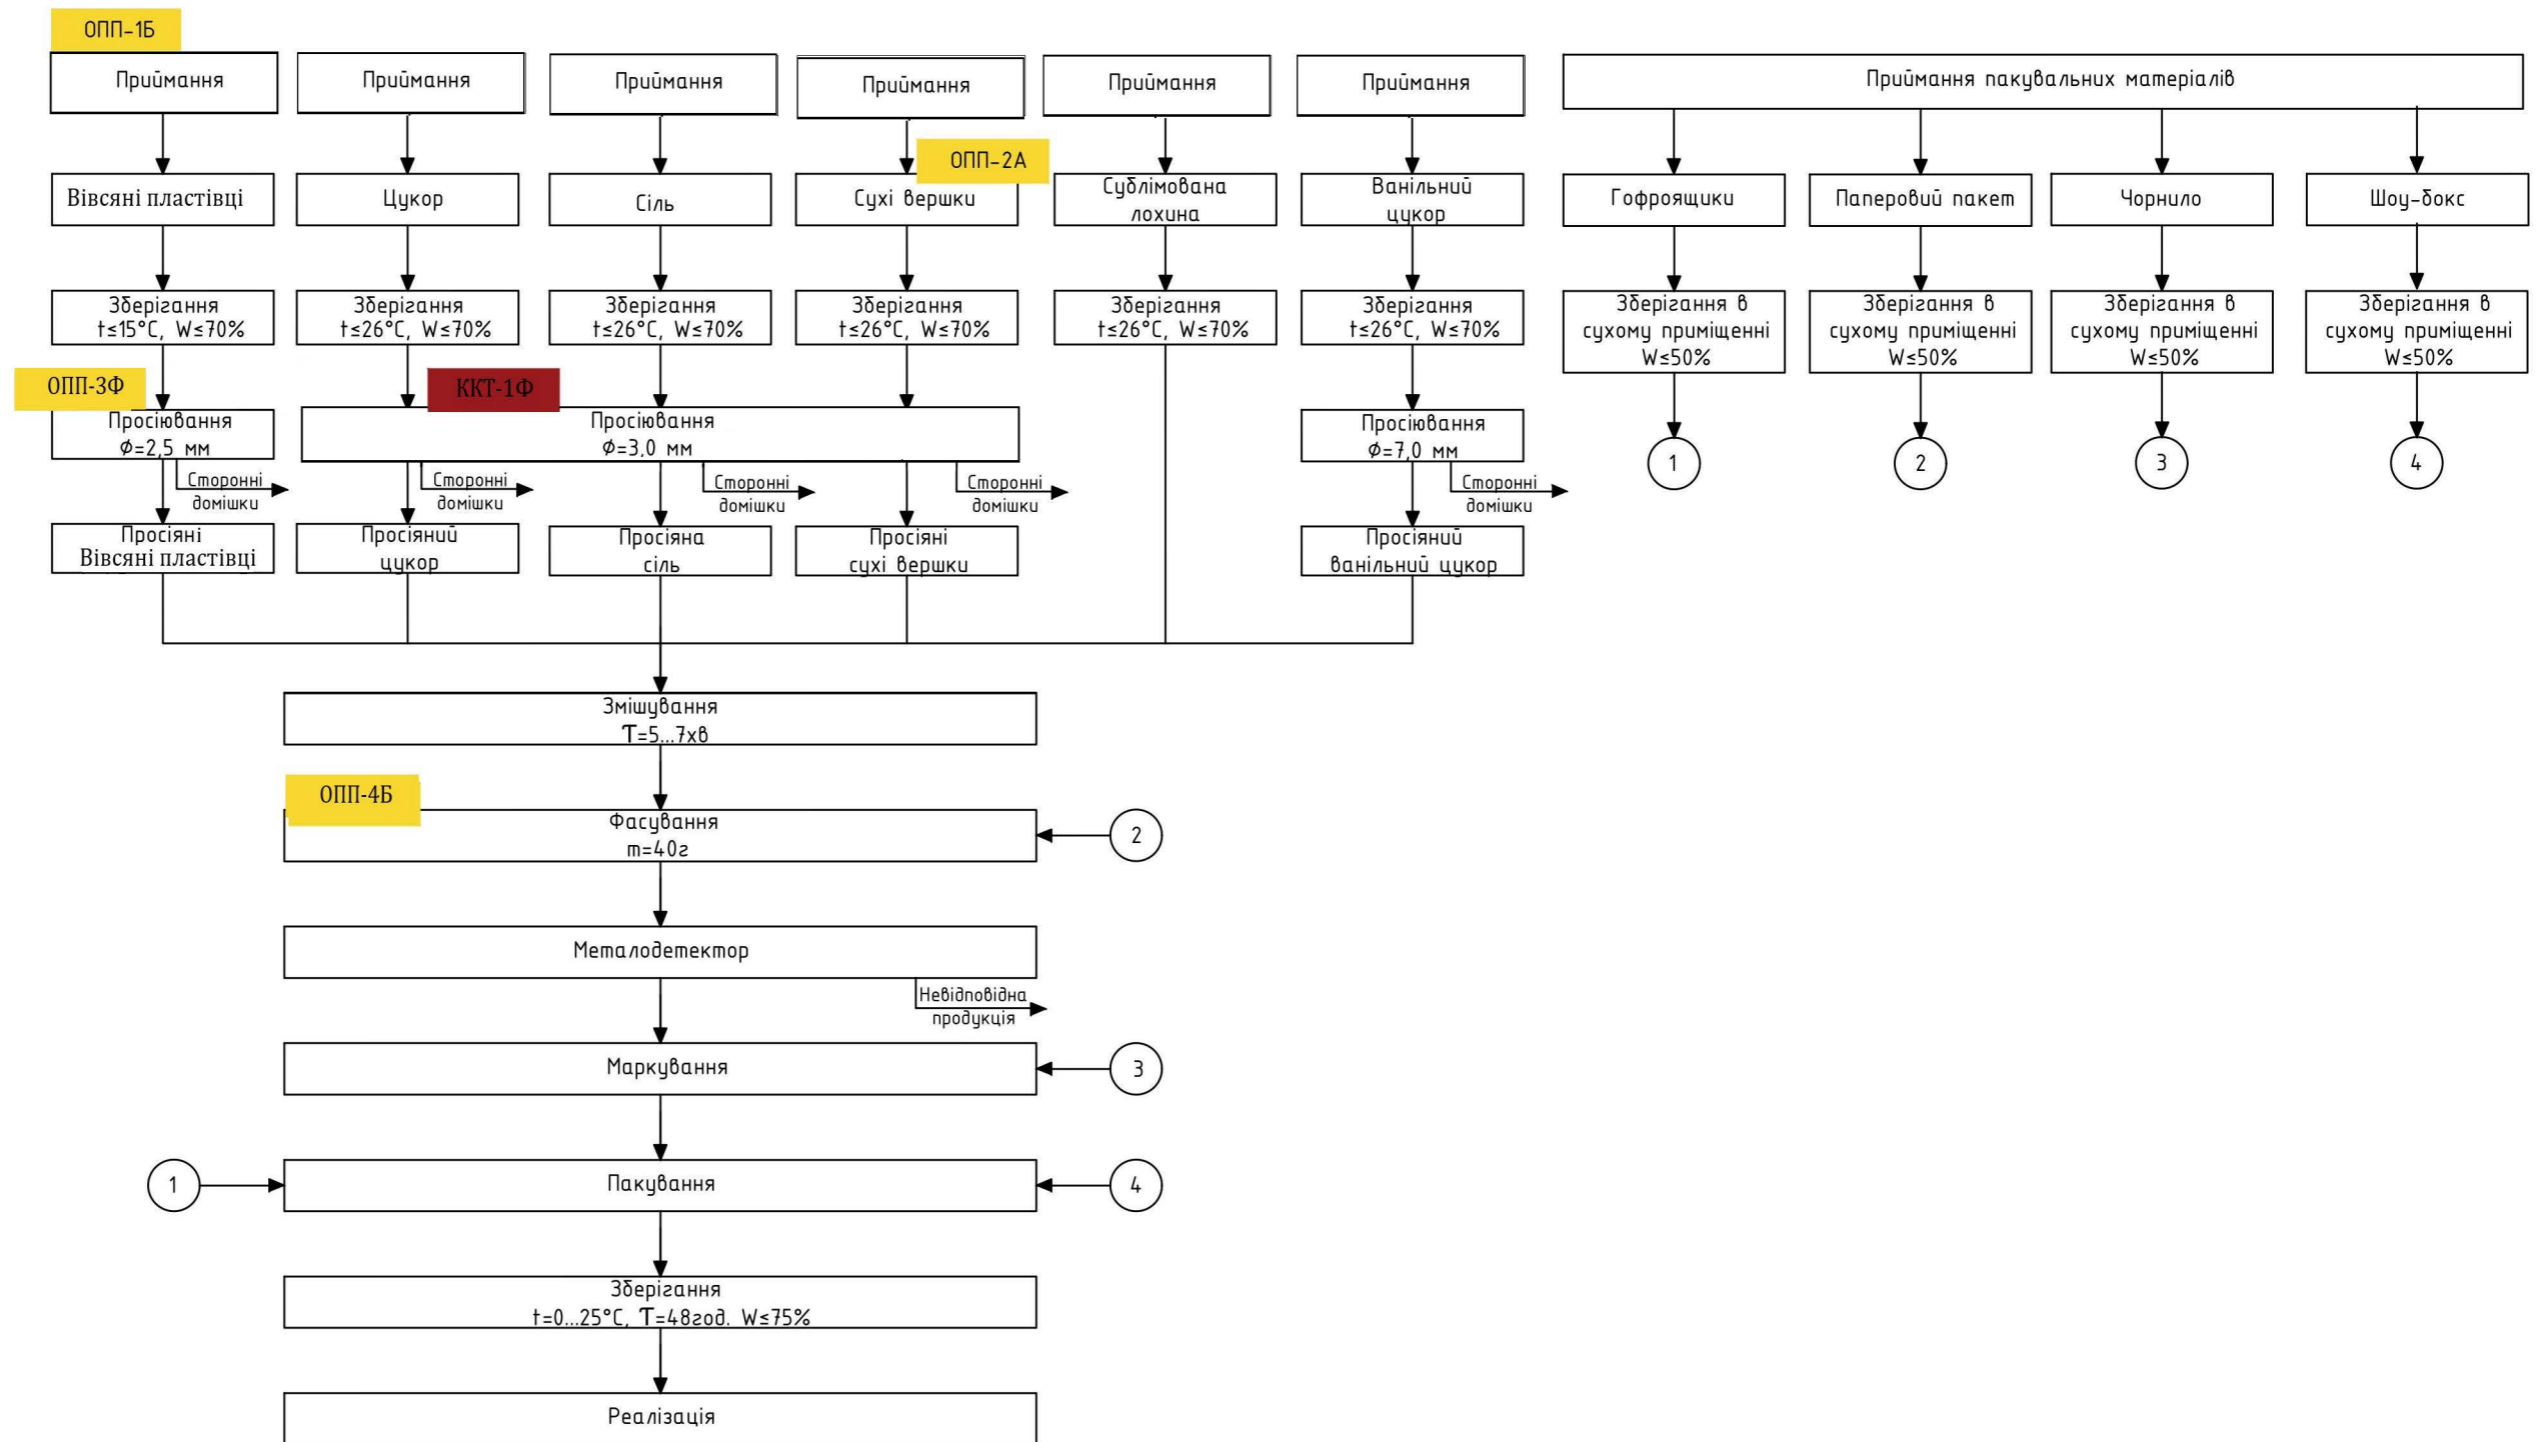 ОПП-1Б
Приймання
Приймання
Приймання
Приймання
Приймання
Приймання
Приймання пакувальних матеріалів
ОПП-2А
Вівсяні пластівці
Цукор
Сіль
Сухі вершки
Сублімована
лохина
Ванільний
цукор
Гофроящики
Паперовий пакет
Чорнило
Шоу-бокс
Зберігання
t≤15°C, W≤70%
Зберігання
t≤26°C, W≤70%
Зберігання
t≤26°C, W≤70%
Зберігання
t≤26°C, W≤70%
Зберігання
t≤26°C, W≤70%
Зберігання
t≤26°C, W≤70%
Зберігання в
сухому приміщенні
W≤50%
Зберігання в
сухому приміщенні
W≤50%
Зберігання в
сухому приміщенні
W≤50%
Зберігання в
сухому приміщенні
W≤50%
ОПП-3Ф
ККТ-1Ф
Просіювання
Ф=2,5 мм
Просіювання
Ф=3,0 мм
Просіювання
Ф=7,0 мм
1
2
3
4
Сторонні
домішки
Сторонні
домішки
Сторонні
домішки
Сторонні
домішки
Сторонні
домішки
Просіяні
Вівсяні пластівці
Просіяний
цукор
Просіяна
сіль
Просіяні
сухі вершки
Просіяний
ванільний цукор
Змішування
T=5...7хв
ОПП-4Б
Фасування
m=40г
2
Металодетектор
Невідповідна
продукція
Маркування
3
1
Пакування
4
Зберігання
t=0...25°C, T=48год. W≤75%
Реалізація